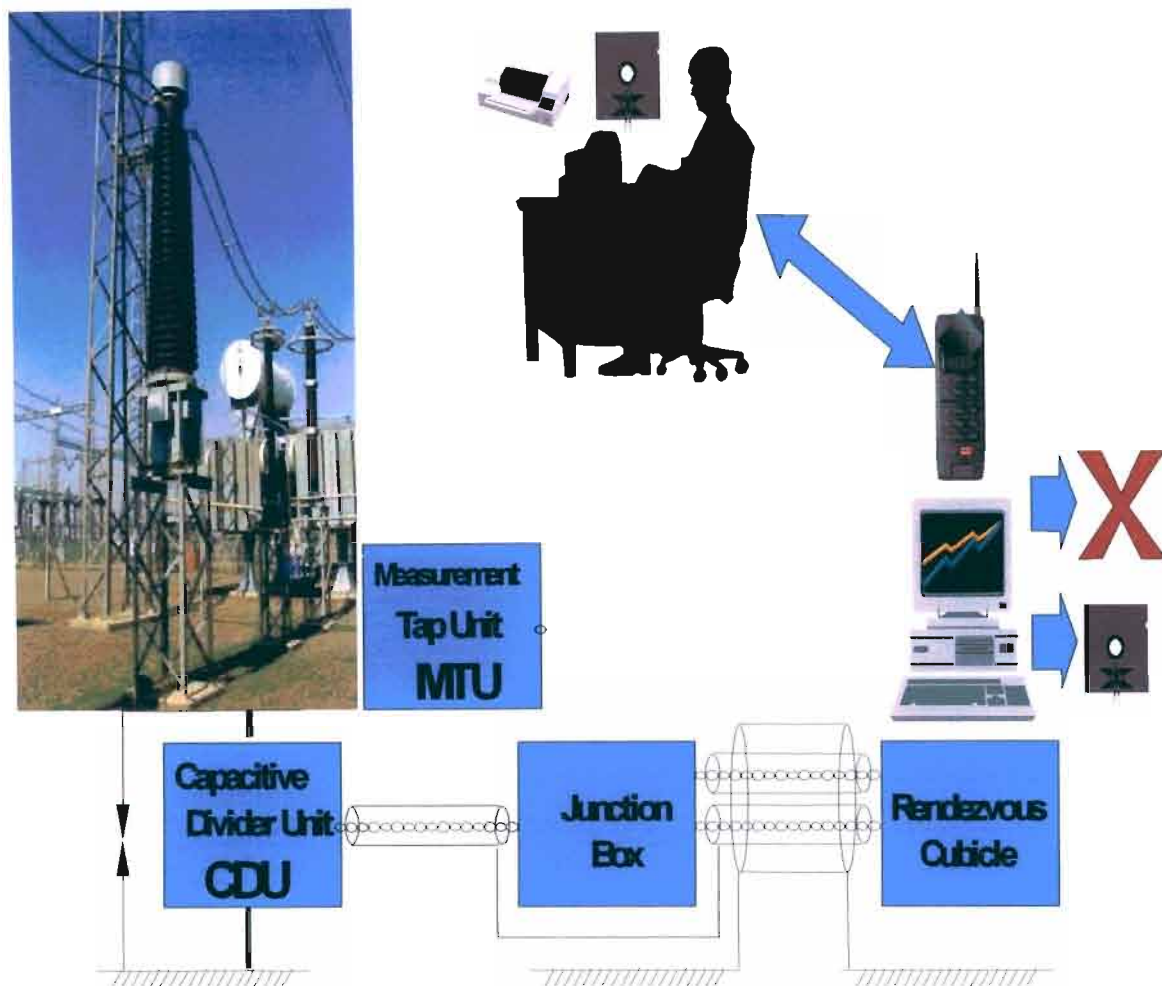 Measurement
Tap Unit
MTU
Capacitive
Divider Unit
CDU
Junction
Box
Rendezvous
Cubicle
X